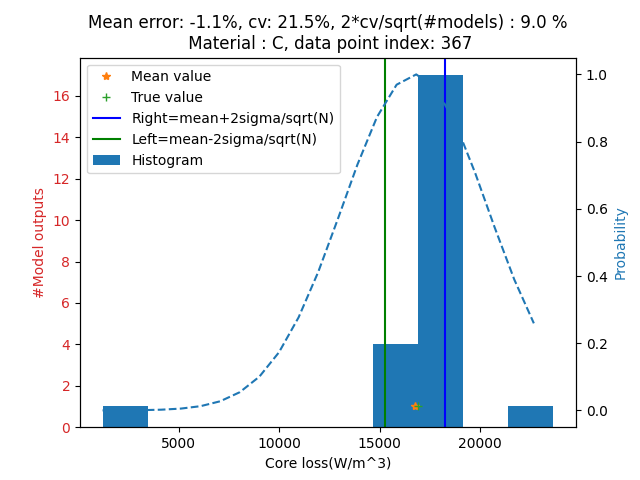 Mean error: -1.1%, cv: 21.5%, 2*cv/sqrt(#models) : 9.0 %
Material : C, data point index: 367
Mean value
True value
Right=mean+2sigma/sqrt(N)
Left=mean-2sigma/sqrt(N)
Histogram
#Model outputs
16
14
12
10
8
6
4
2
0
1.0
0.8
0.6
0.4
0.2
0.0
Probability
5000 10000 15000 20000
Core loss(W/m^3)